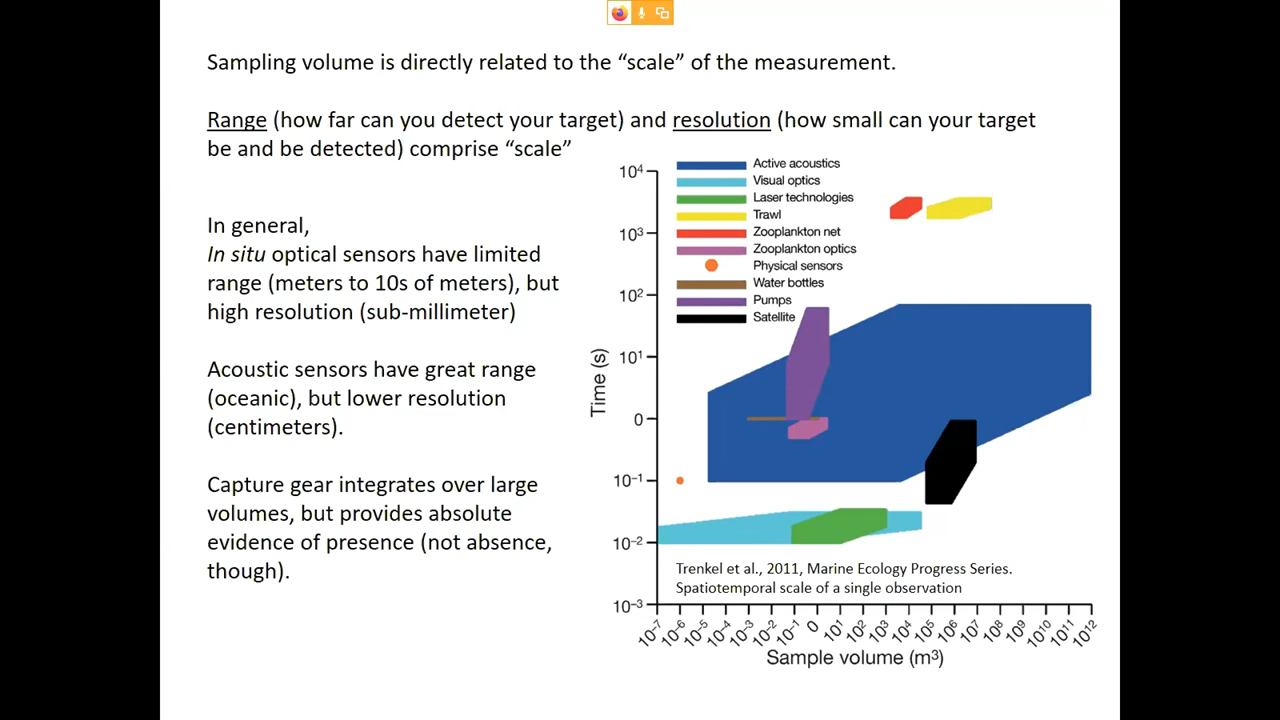 Sampling volume is directly related to the “scale” of the measurement.
Range (how far can you detect your target) and resolution (how small can your target
be and be detected) comprise “scale”
In general,
In situ optical sensors have limited
range (meters to 10s of meters), but
high resolution (sub-millimeter)
Acoustic sensors have great range
(oceanic), but lower resolution
(centimeters).
Capture gear integrates over large
volumes, but provides absolute
evidence of presence (not absence,
though).
Active acoustics
Visual optics
Laser technologies
Trawl
Zooplankton net
Zooplankton optics
Physical sensors
Water bottles
Pumps
Satellite
Time (s)
10⁴
10³
10²
10¹
0
10⁻¹
10⁻²
10⁻³
Trenkel et al., 2011, Marine Ecology Progress Series.
Spatiotemporal scale of a single observation
10⁻⁷ 10⁻⁶ 10⁻⁵ 10⁻⁴ 10⁻³ 10⁻² 10⁻¹ 0 10¹ 10² 10³ 10⁴ 10⁵ 10⁶ 10⁷ 10⁸ 10⁹ 10¹⁰ 10¹¹ 10¹²
Sample volume (m³)